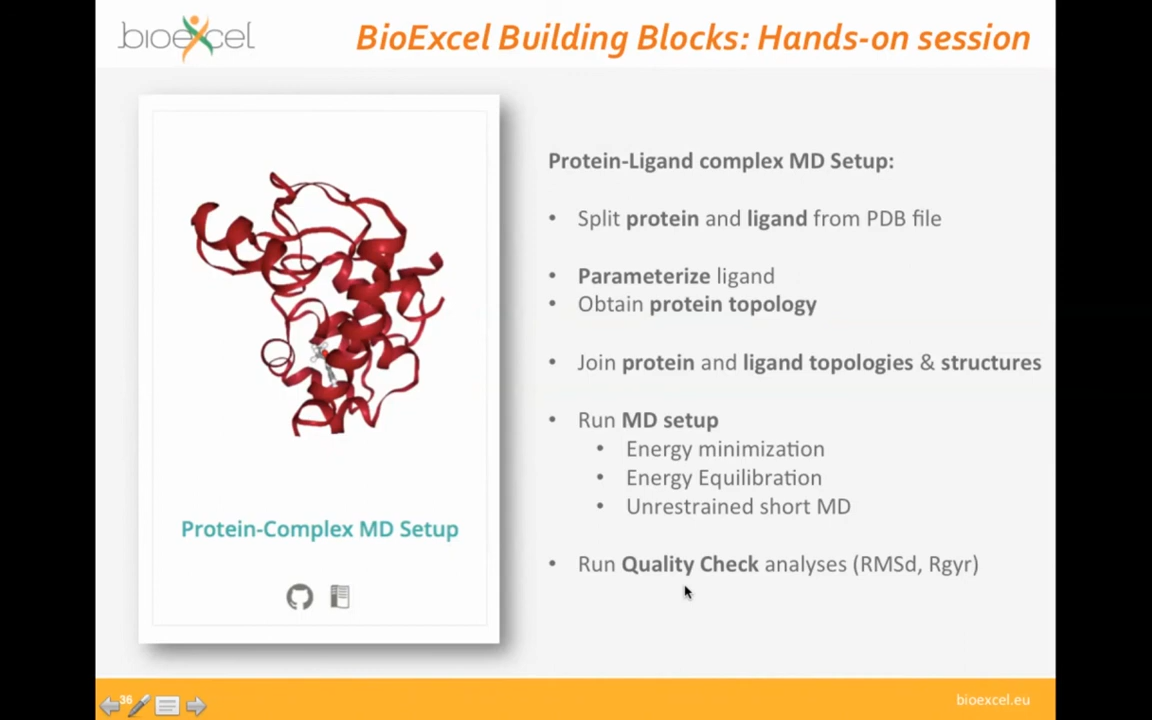 bioexcel
BioExcel Building Blocks: Hands-on session
Protein-Ligand complex MD Setup:
• Split protein and ligand from PDB file
• Parameterize ligand
• Obtain protein topology
• Join protein and ligand topologies & structures
• Run MD setup
• Energy minimization
• Energy Equilibration
• Unrestrained short MD
• Run Quality Check analyses (RMSd, Rgyr)
Protein-Complex MD Setup
36
bioexcel.eu